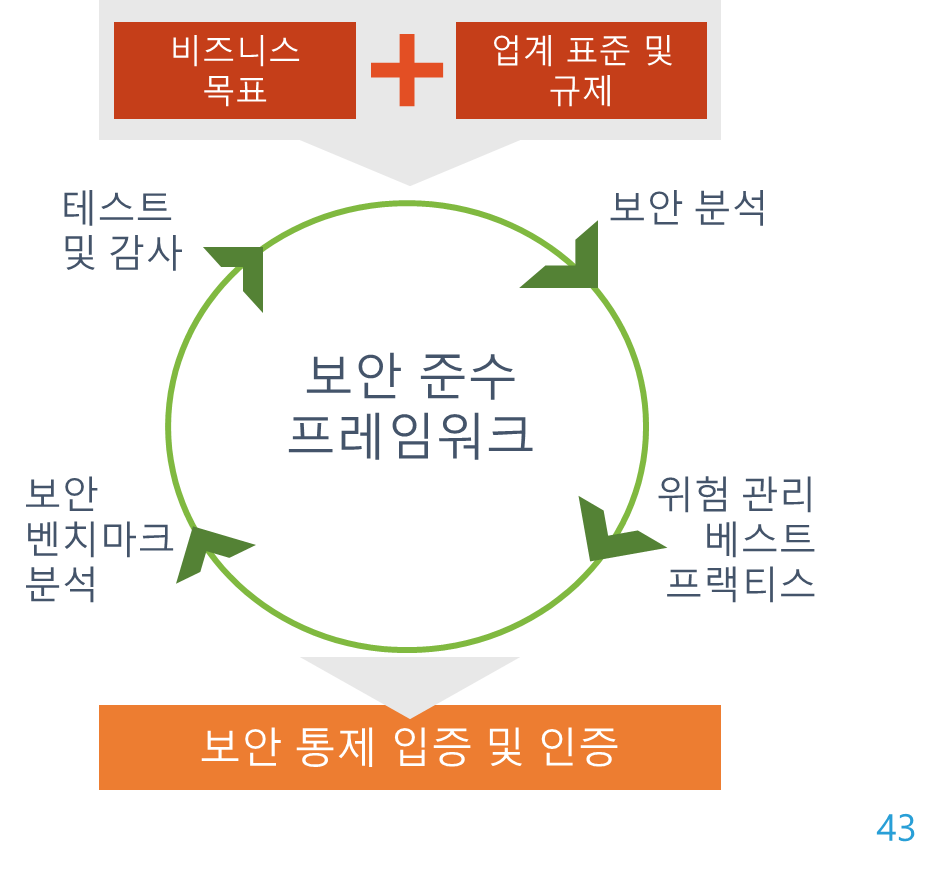 비즈니스
목표
업계 표준 및
규제
테스트
및 감사
보안 분석
보안 준수
프레임워크
보안
벤치마크
분석
위험 관리
베스트
프랙티스
보안 통제 입증 및 인증
43